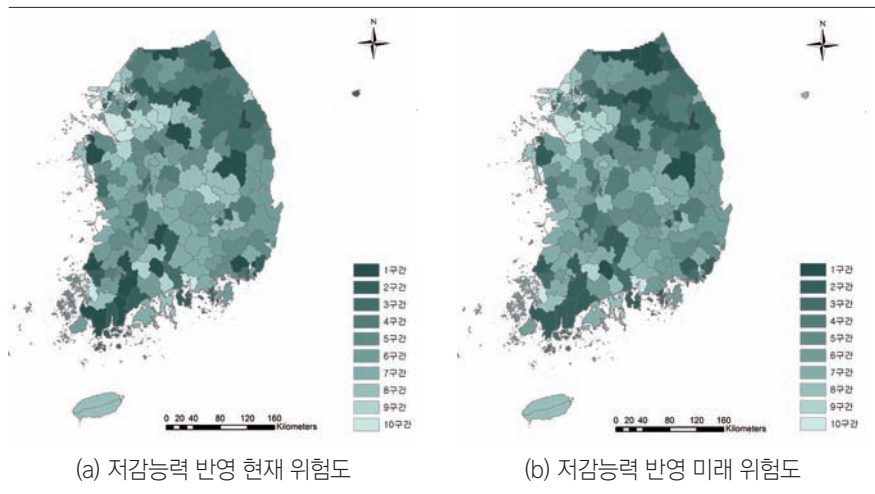 N
1구간
2구간
3구간
4구간
5구간
6구간
7구간
8구간
9구간
10구간
0 20 40 80 120 160
Kilometers
(a) 저감능력 반영 현재 위험도
N
1구간
2구간
3구간
4구간
5구간
6구간
7구간
8구간
9구간
10구간
0 20 40 80 120 160
Kilometers
(b) 저감능력 반영 미래 위험도